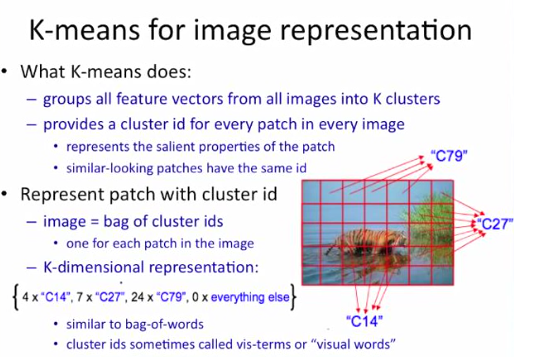 K-means for image representation
• What K-means does:
– groups all feature vectors from all images into K clusters
– provides a cluster id for every patch in every image
• represents the salient properties of the patch
• similar-looking patches have the same id
"C79"
• Represent patch with cluster id
– image = bag of cluster ids
"C27"
• one for each patch in the image
– K-dimensional representation:
{4 x "C14", 7 x "C27", 24 x "C79", 0 x everything else}
"C14"
• similar to bag-of-words
• cluster ids sometimes called vis-terms or "visual words"